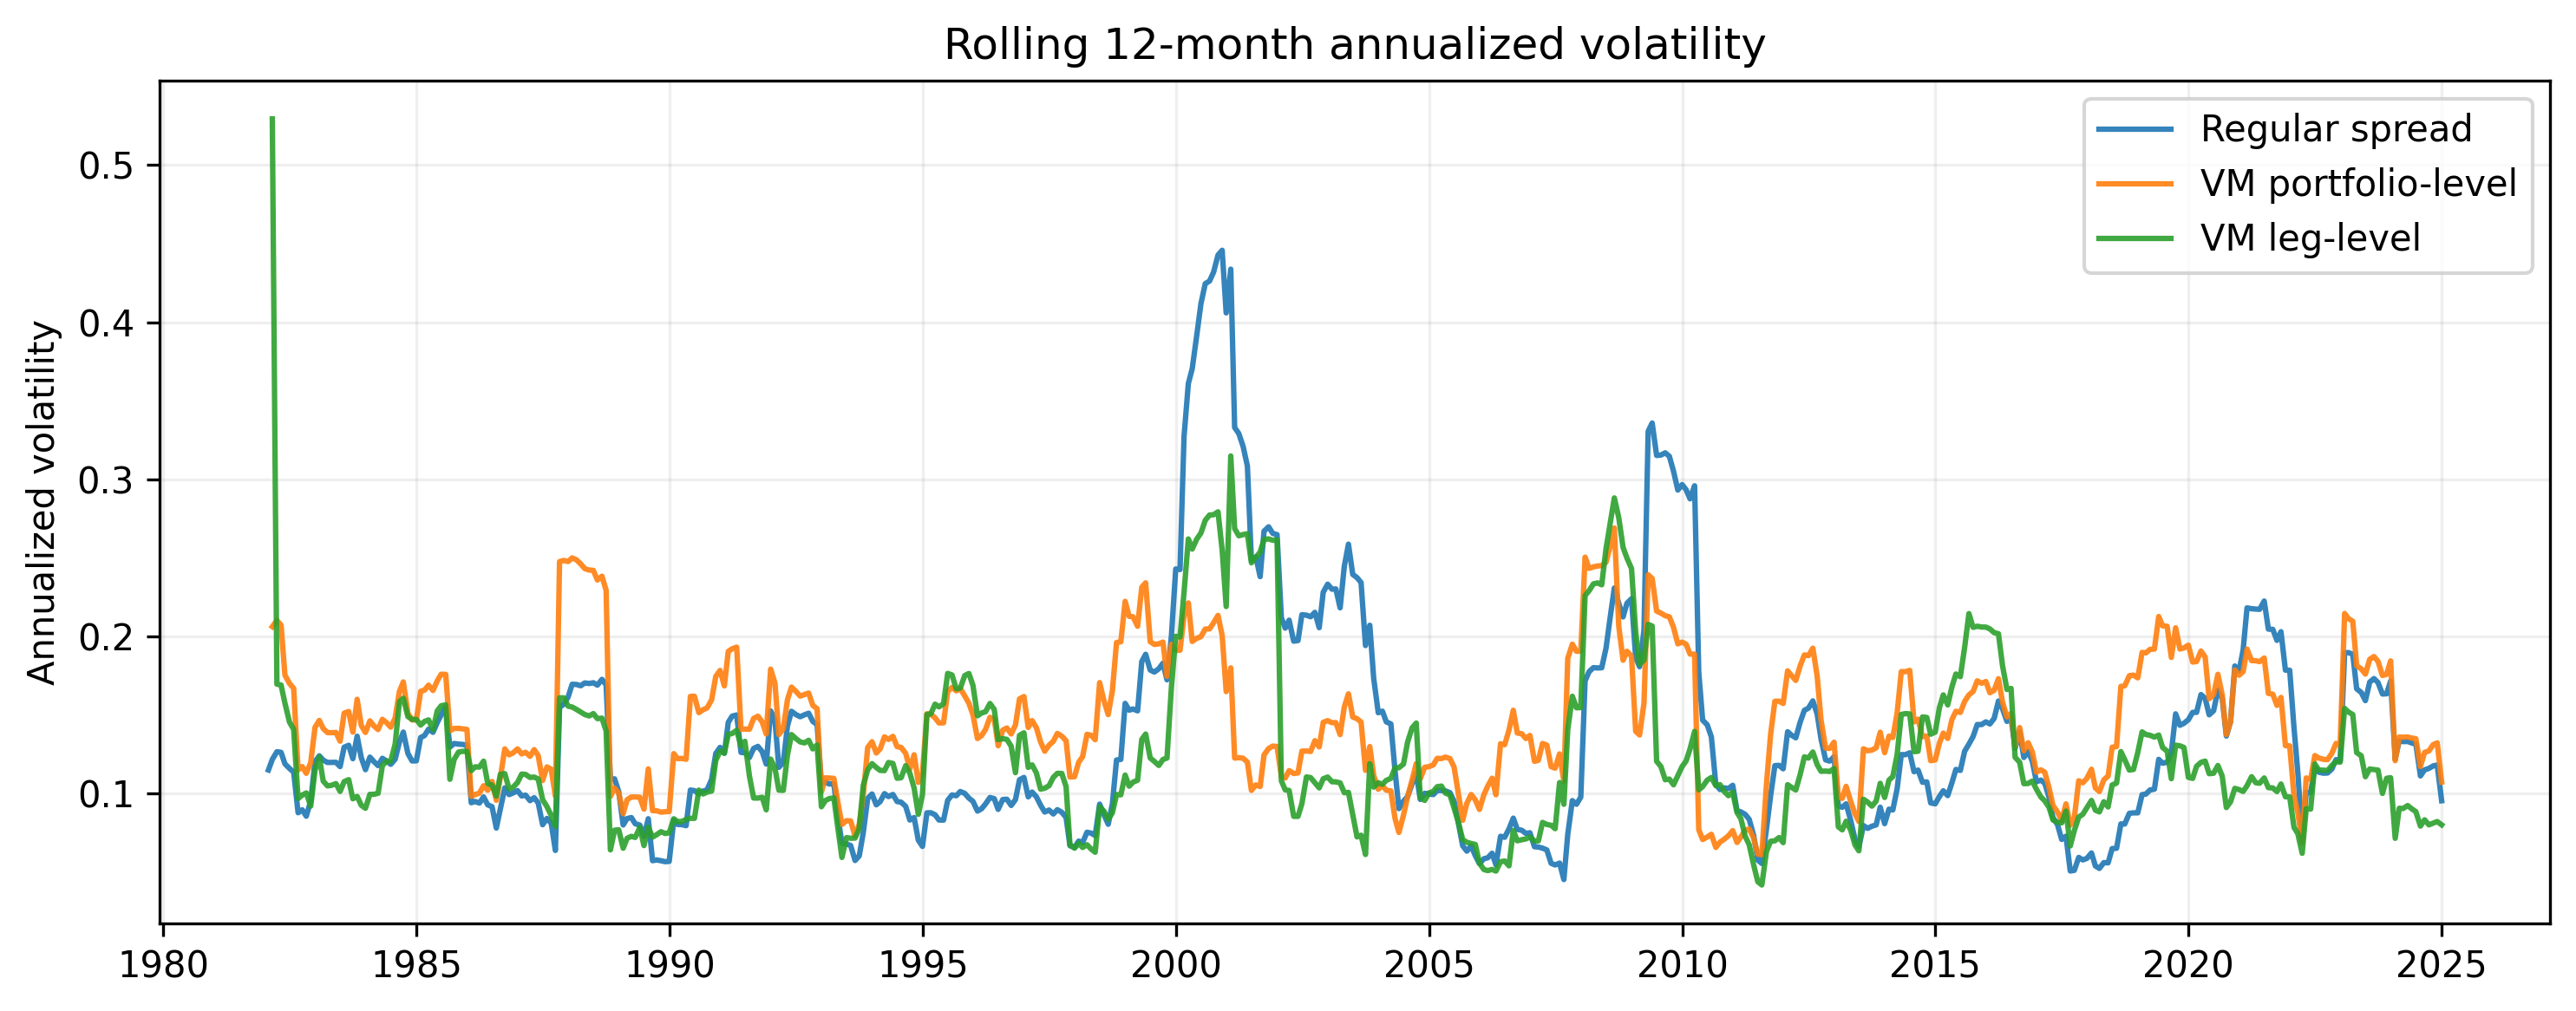 Rolling 12-month annualized volatility
Annualized volatility
0.5
0.4
0.3
0.2
0.1
Regular spread
VM portfolio-level
VM leg-level
1980 1985 1990 1995 2000 2005 2010 2015 2020 2025